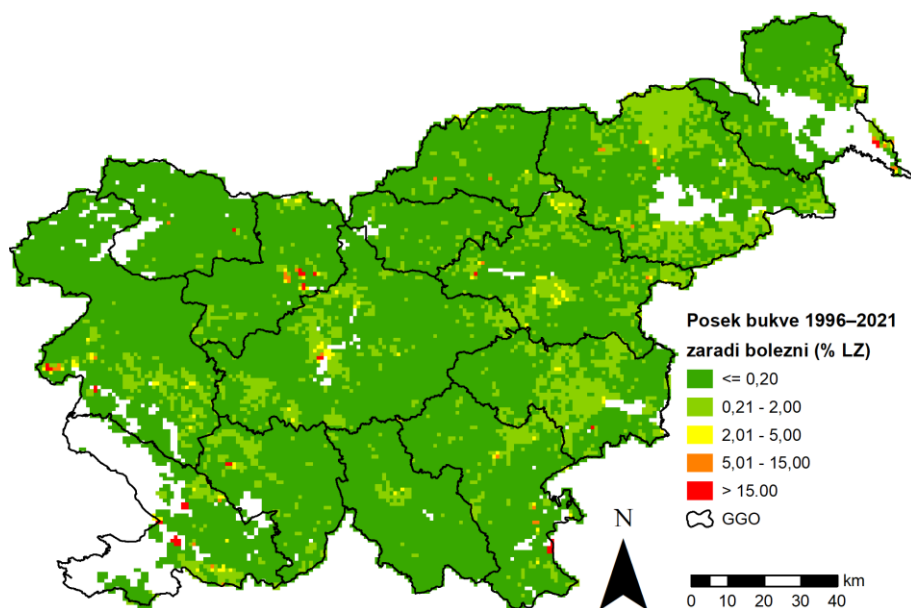 Posek bukve 1996–2021
zaradi bolezni (% LZ)
<= 0,20
0,21 - 2,00
2,01 - 5,00
5,01 - 15,00
> 15.00
GGO
N
km
0 5 10 20 30 40